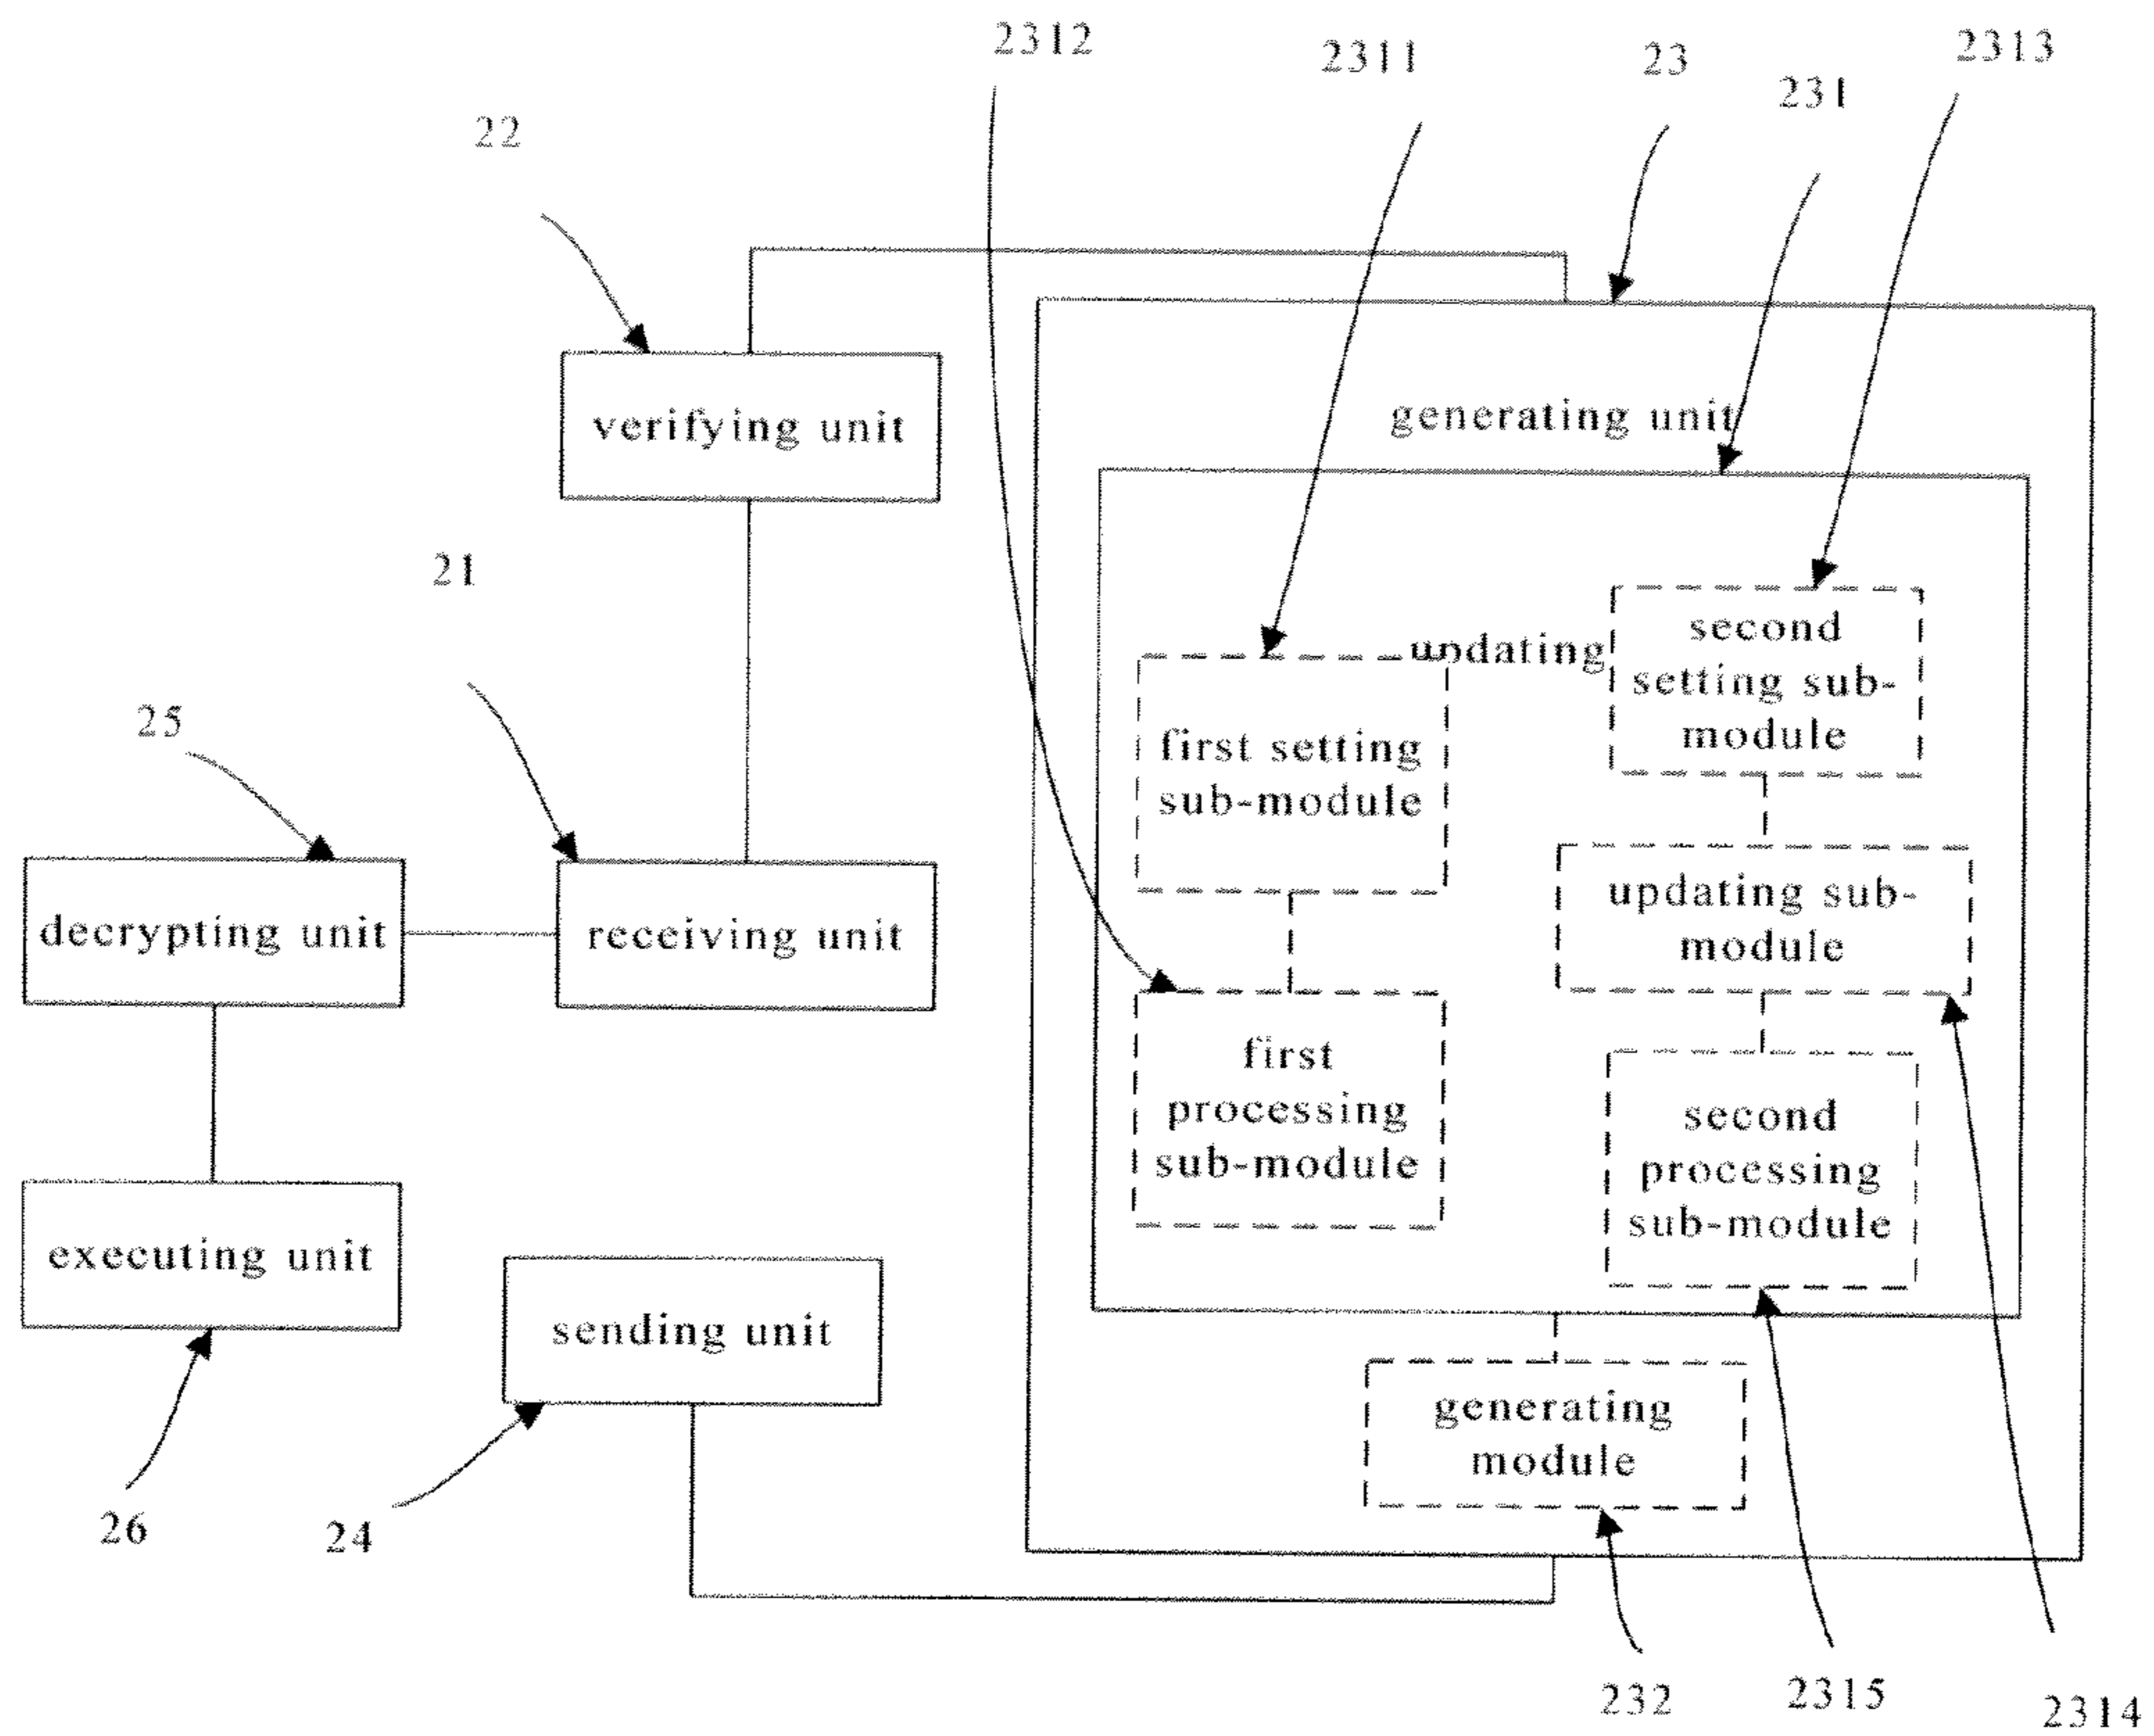 2312
2311
23
2313
231
22
verifying unit
generating unit
21
second
setting sub-
module
updating
first setting
sub-module
25
updating sub-
module
decrypting unit
receiving unit
first
processing
sub-module
second
processing
sub-module
executing unit
sending unit
generating
module
26
24
232
2315
2314